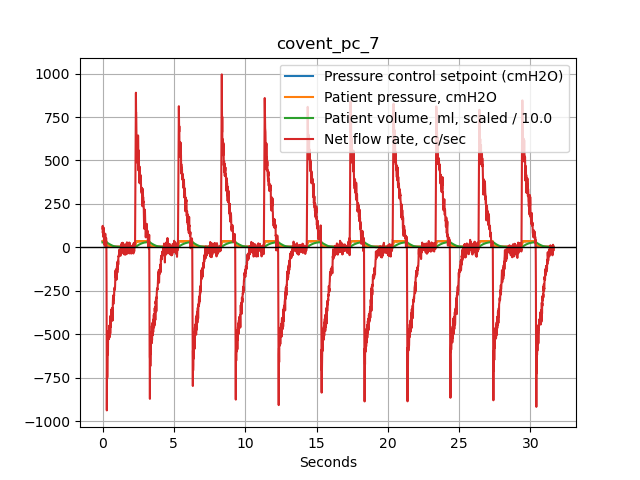 covent_pc_7
Pressure control setpoint (cmH2O)
Patient pressure, cmH2O
Patient volume, ml, scaled / 10.0
Net flow rate, cc/sec
1000
750
500
250
0
−250
−500
−750
−1000
0 5 10 15 20 25 30
Seconds